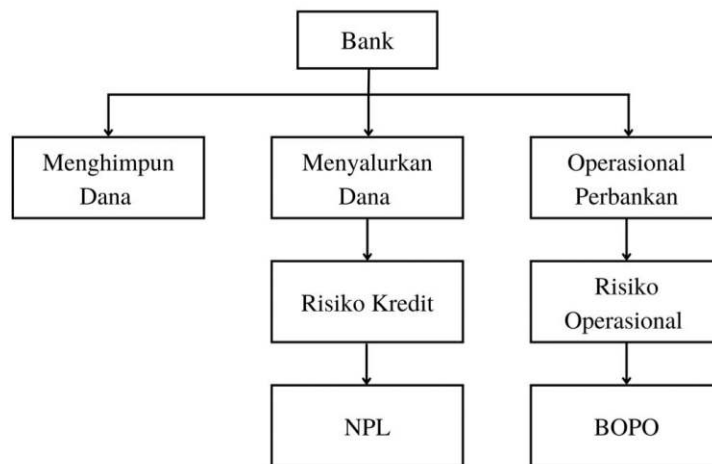 Bank
Menghimpun
Dana
Menyalurkan
Dana
Operasional
Perbankan
Risiko Kredit
Risiko
Operasional
NPL
BOPO